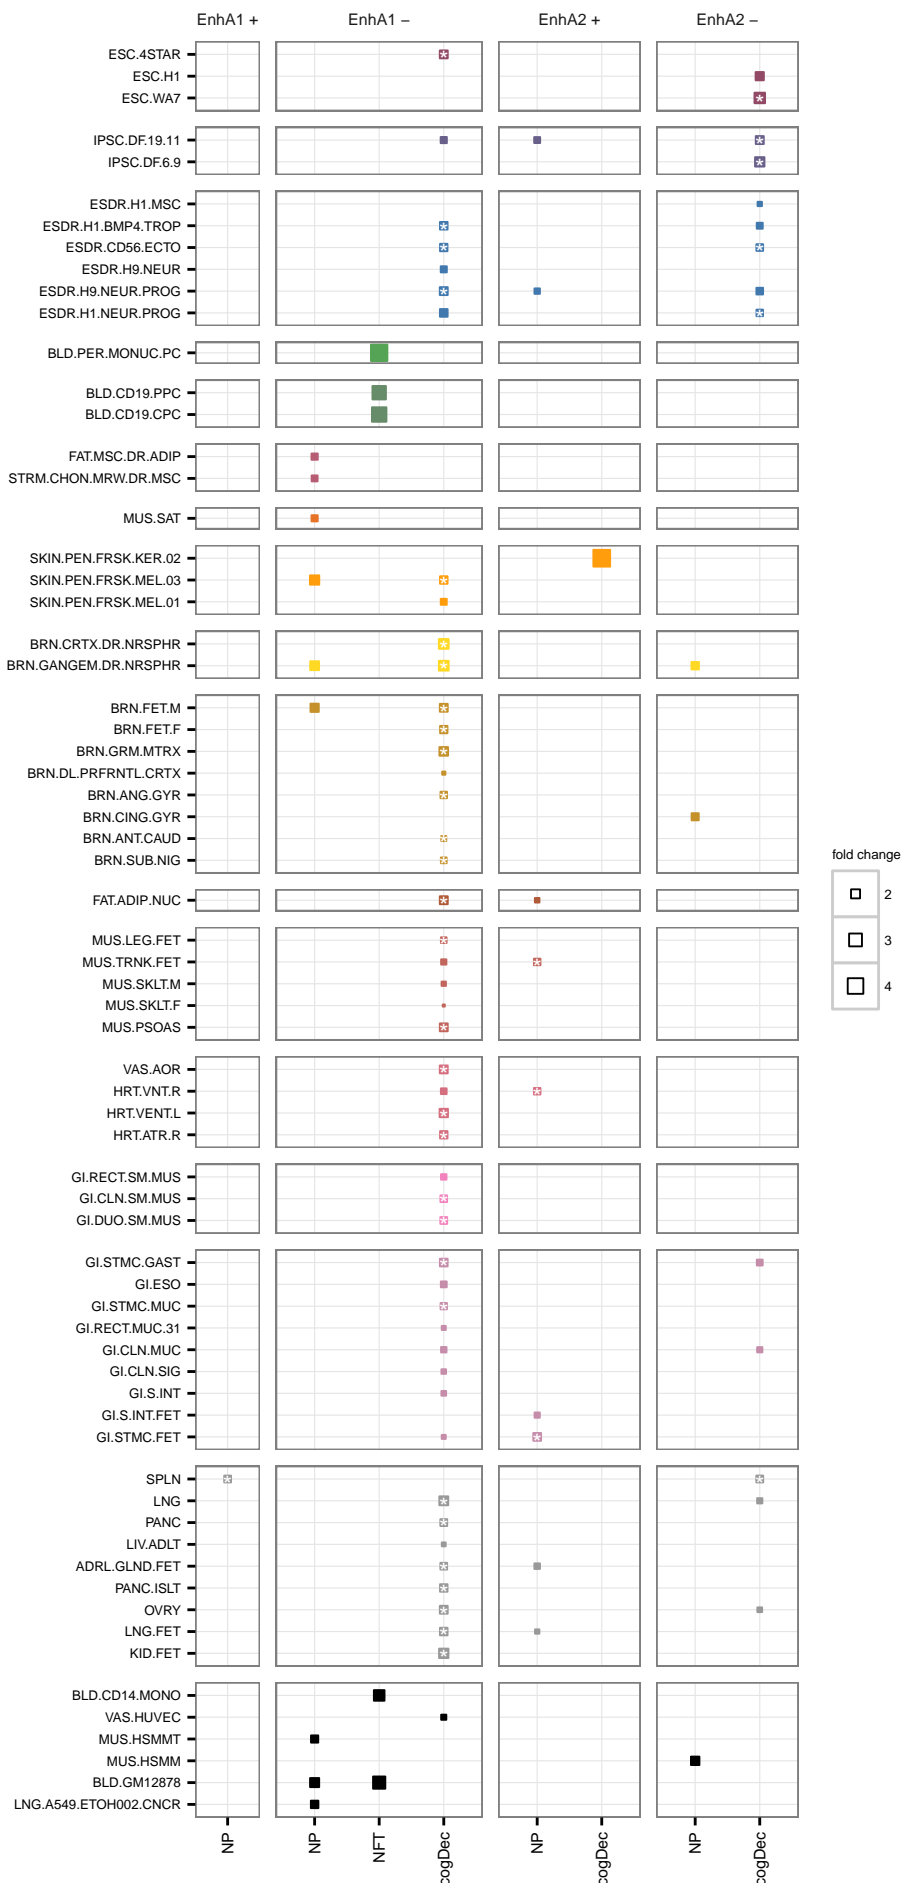 EnhA1 + EnhA1 – EnhA2 + EnhA2 –
ESC.4STAR
ESC.H1
ESC.WA7
IPSC.DF.19.11
IPSC.DF.6.9
ESDR.H1.MSC
ESDR.H1.BMP4.TROP
ESDR.CD56.ECTO
ESDR.H9.NEUR
ESDR.H9.NEUR.PROG
ESDR.H1.NEUR.PROG
BLD.PER.MONUC.PC
BLD.CD19.PPC
BLD.CD19.CPC
FAT.MSC.DR.ADIP
STRM.CHON.MRW.DR.MSC
MUS.SAT
SKIN.PEN.FRSK.KER.02
SKIN.PEN.FRSK.MEL.03
SKIN.PEN.FRSK.MEL.01
BRN.CRTX.DR.NRSPHR
BRN.GANGEM.DR.NRSPHR
BRN.FET.M
BRN.FET.F
BRN.GRM.MTRX
BRN.DL.PRFRNTL.CRTX
BRN.ANG.GYR
BRN.CING.GYR
BRN.ANT.CAUD
BRN.SUB.NIG
FAT.ADIP.NUC
MUS.LEG.FET
MUS.TRNK.FET
MUS.SKLT.M
MUS.SKLT.F
MUS.PSOAS
VAS.AOR
HRT.VNT.R
HRT.VENT.L
HRT.ATR.R
GI.RECT.SM.MUS
GI.CLN.SM.MUS
GI.DUO.SM.MUS
GI.STMC.GAST
GI.ESO
GI.STMC.MUC
GI.RECT.MUC.31
GI.CLN.MUC
GI.CLN.SIG
GI.S.INT
GI.S.INT.FET
GI.STMC.FET
SPLN
LNG
PANC
LIV.ADLT
ADRL.GLND.FET
PANC.ISLT
OVRY
LNG.FET
KID.FET
BLD.CD14.MONO
VAS.HUVEC
MUS.HSMMT
MUS.HSMM
BLD.GM12878
LNG.A549.ETOH002.CNCR
NP NP NFT cogDec NP cogDec NP cogDec
fold change
2
3
4